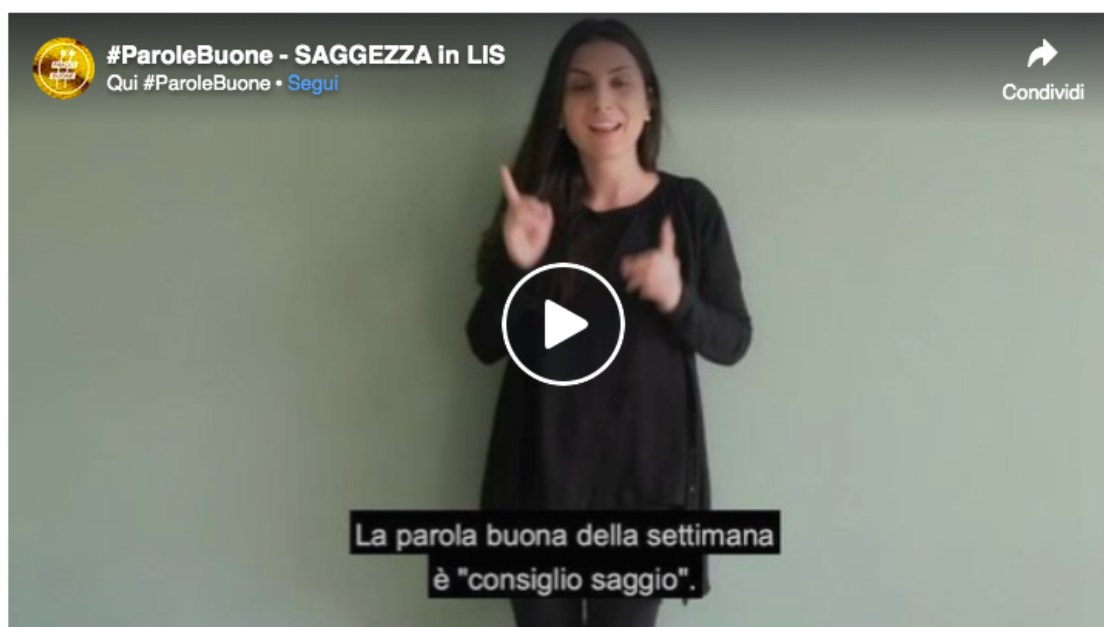 #ParoleBuone - SAGGEZZA in LIS
Qui #ParoleBuone • Segui
Condividi
La parola buona della settimana
è "consiglio saggio".